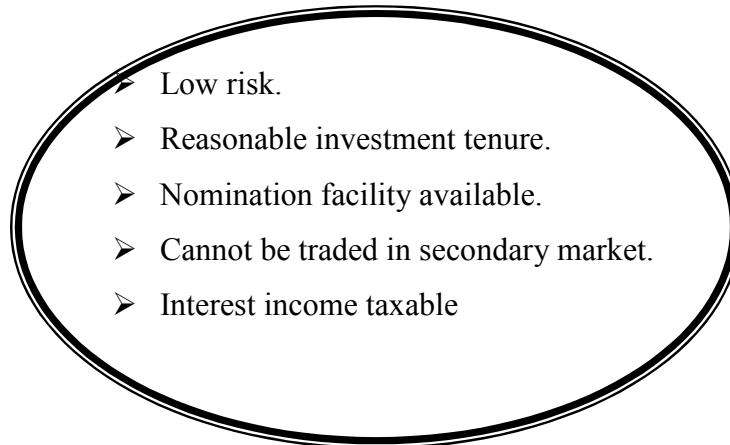 ➢ Low risk.
➢ Reasonable investment tenure.
➢ Nomination facility available.
➢ Cannot be traded in secondary market.
➢ Interest income taxable